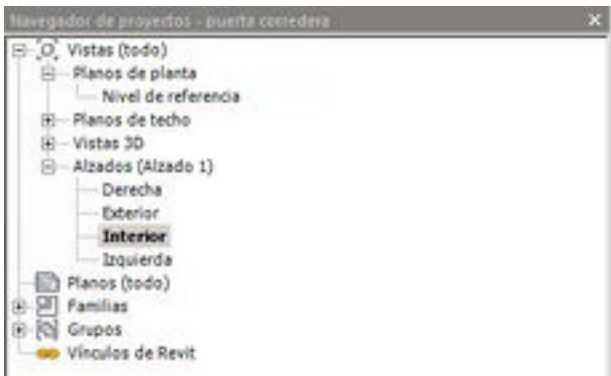 Navegador de proyectos - puerta corredera
Vistas (todo)
Planos de planta
Nivel de referencia
Planos de techo
Vistas 3D
Alzados (Alzado 1)
Derecha
Exterior
Interior
Izquierda
Planos (todo)
Familias
Grupos
Vínculos de Revit